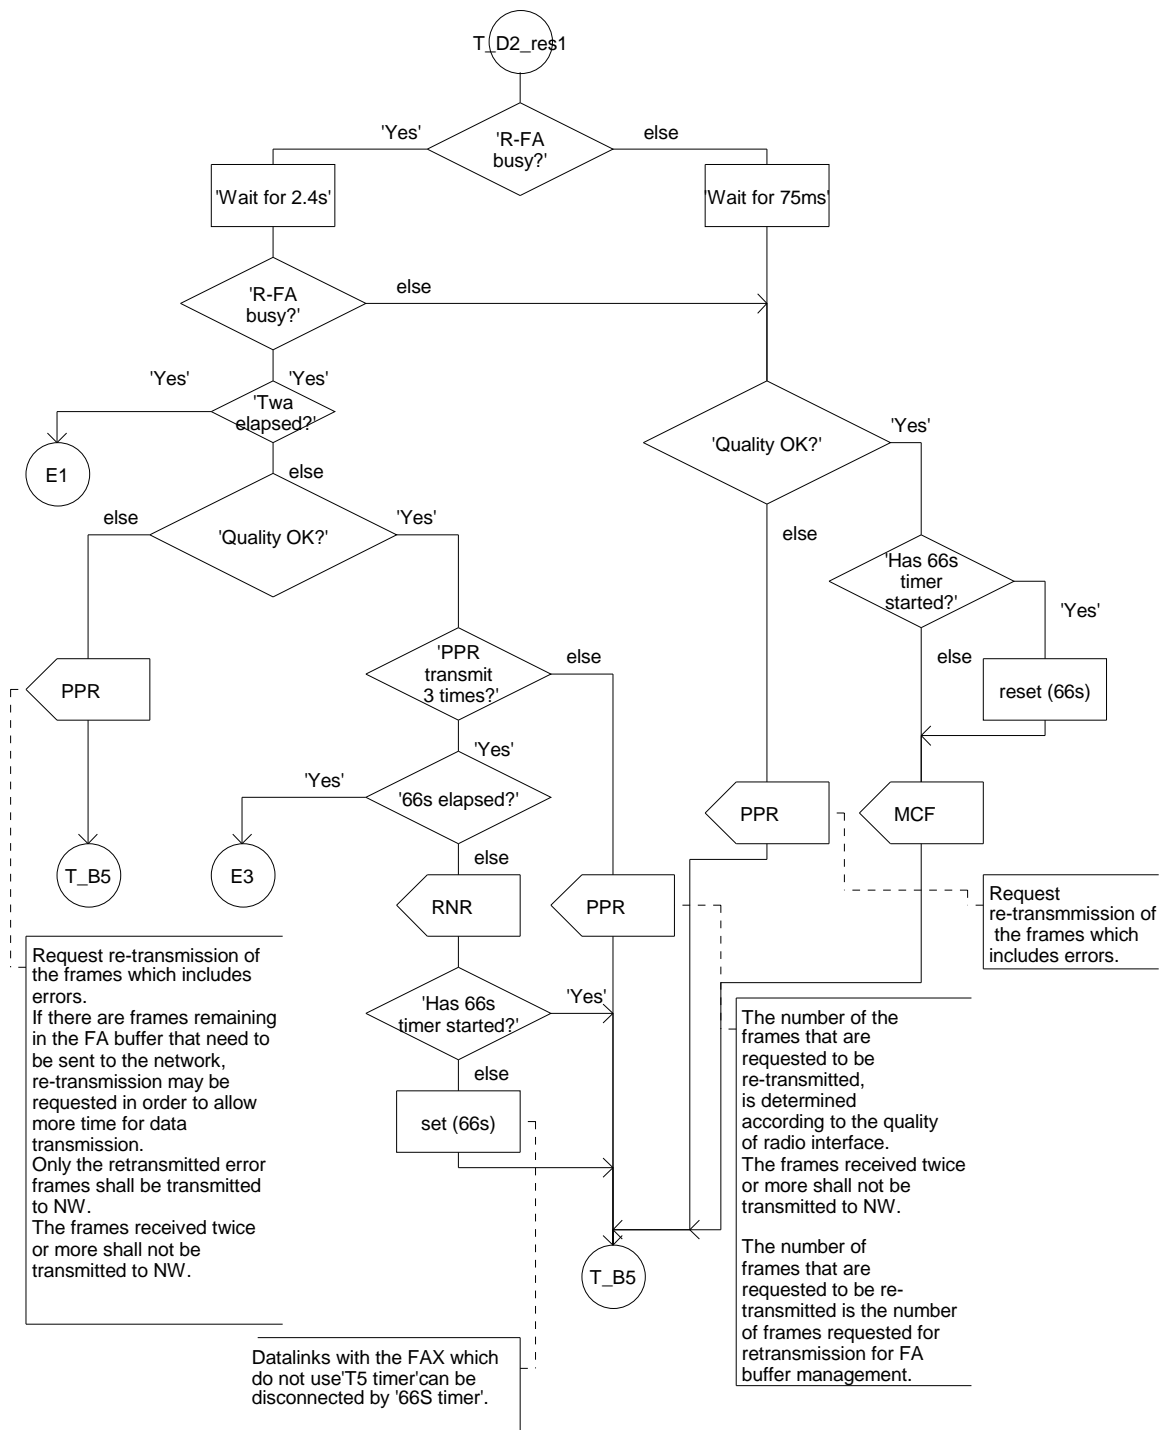 T_D2_res1
'Yes'
'R-FA
busy?'
else
'Wait for 2.4s'
'Wait for 75ms'
'R-FA
busy?'
else
'Yes'
'Yes'
'Twa
elapsed?'
E1
else
'Quality OK?'
'Yes'
else
'Quality OK?'
'Yes'
else
'Has 66s
timer
started?'
'Yes'
'PPR
transmit
3 times?'
else
else
PPR
reset (66s)
'Yes'
'Yes'
'66s elapsed?'
PPR
MCF
T_B5
E3
else
RNR
PPR
Request
re-transmmission of
the frames which
includes errors.
Request re-transmission of
the frames which includes
errors.
If there are frames remaining
in the FA buffer that need to
be sent to the network,
re-transmission may be
requested in order to allow
more time for data
transmission.
Only the retransmitted error
frames shall be transmitted
to NW.
The frames received twice
or more shall not be
transmitted to NW.
'Has 66s
timer started?'
'Yes'
else
set (66s)
The number of the
frames that are
requested to be
re-transmitted,
is determined
according to the quality
of radio interface.
The frames received twice
or more shall not be
transmitted to NW.
The number of
frames that are
requested to be re-
transmitted is the number
of frames requested for
retransmission for FA
buffer management.
T_B5
Datalinks with the FAX which
do not use'T5 timer'can be
disconnected by '66S timer'.